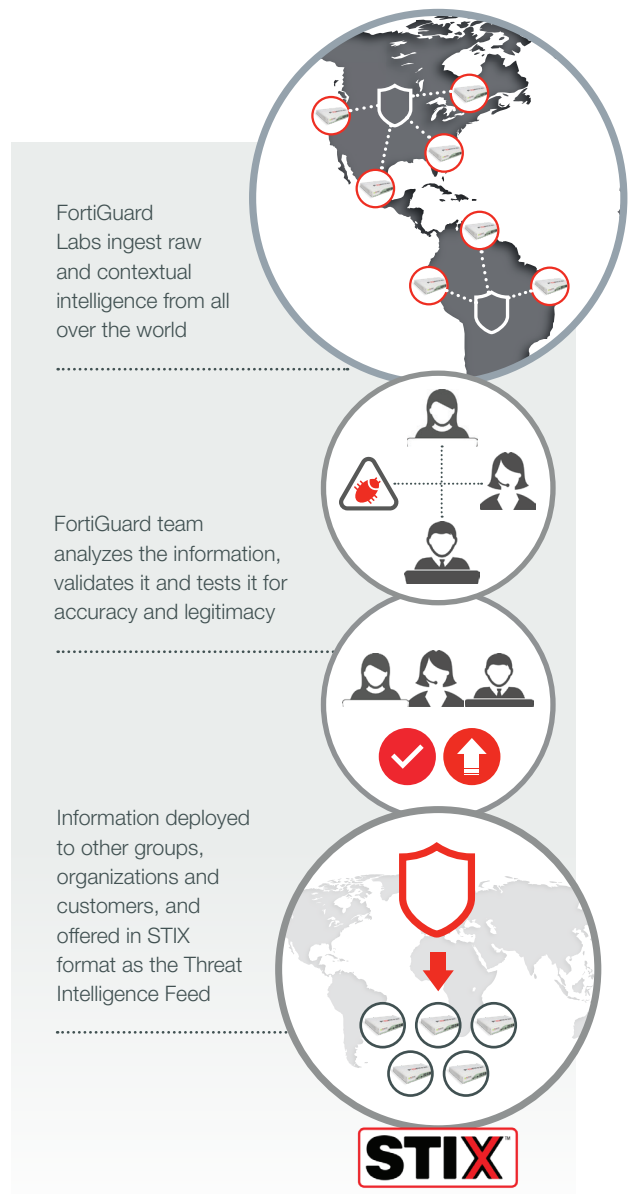 FortiGuard
Labs ingest raw
and contextual
intelligence from all
over the world
FortiGuard team
analyzes the information,
validates it and tests it for
accuracy and legitimacy
Information deployed
to other groups,
organizations and
customers, and
offered in STIX
format as the Threat
Intelligence Feed
STIX™